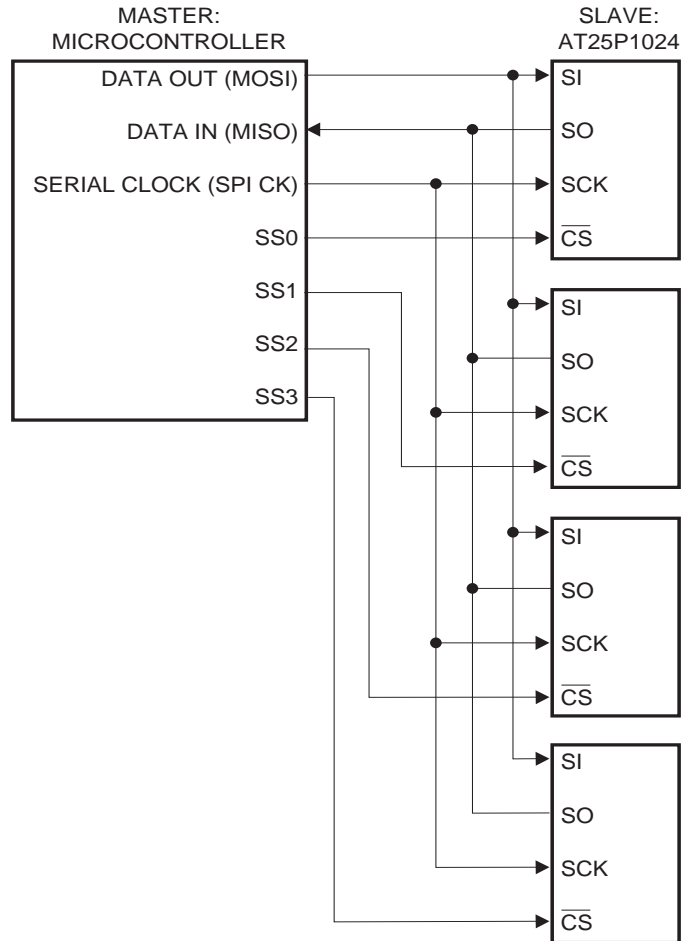 MASTER:
MICROCONTROLLER
SLAVE:
AT25P1024
DATA OUT (MOSI)
DATA IN (MISO)
SERIAL CLOCK (SPI CK)
SS0
SS1
SS2
SS3
SI
SO
SCK
CS
SI
SO
SCK
CS
SI
SO
SCK
CS
SI
SO
SCK
CS